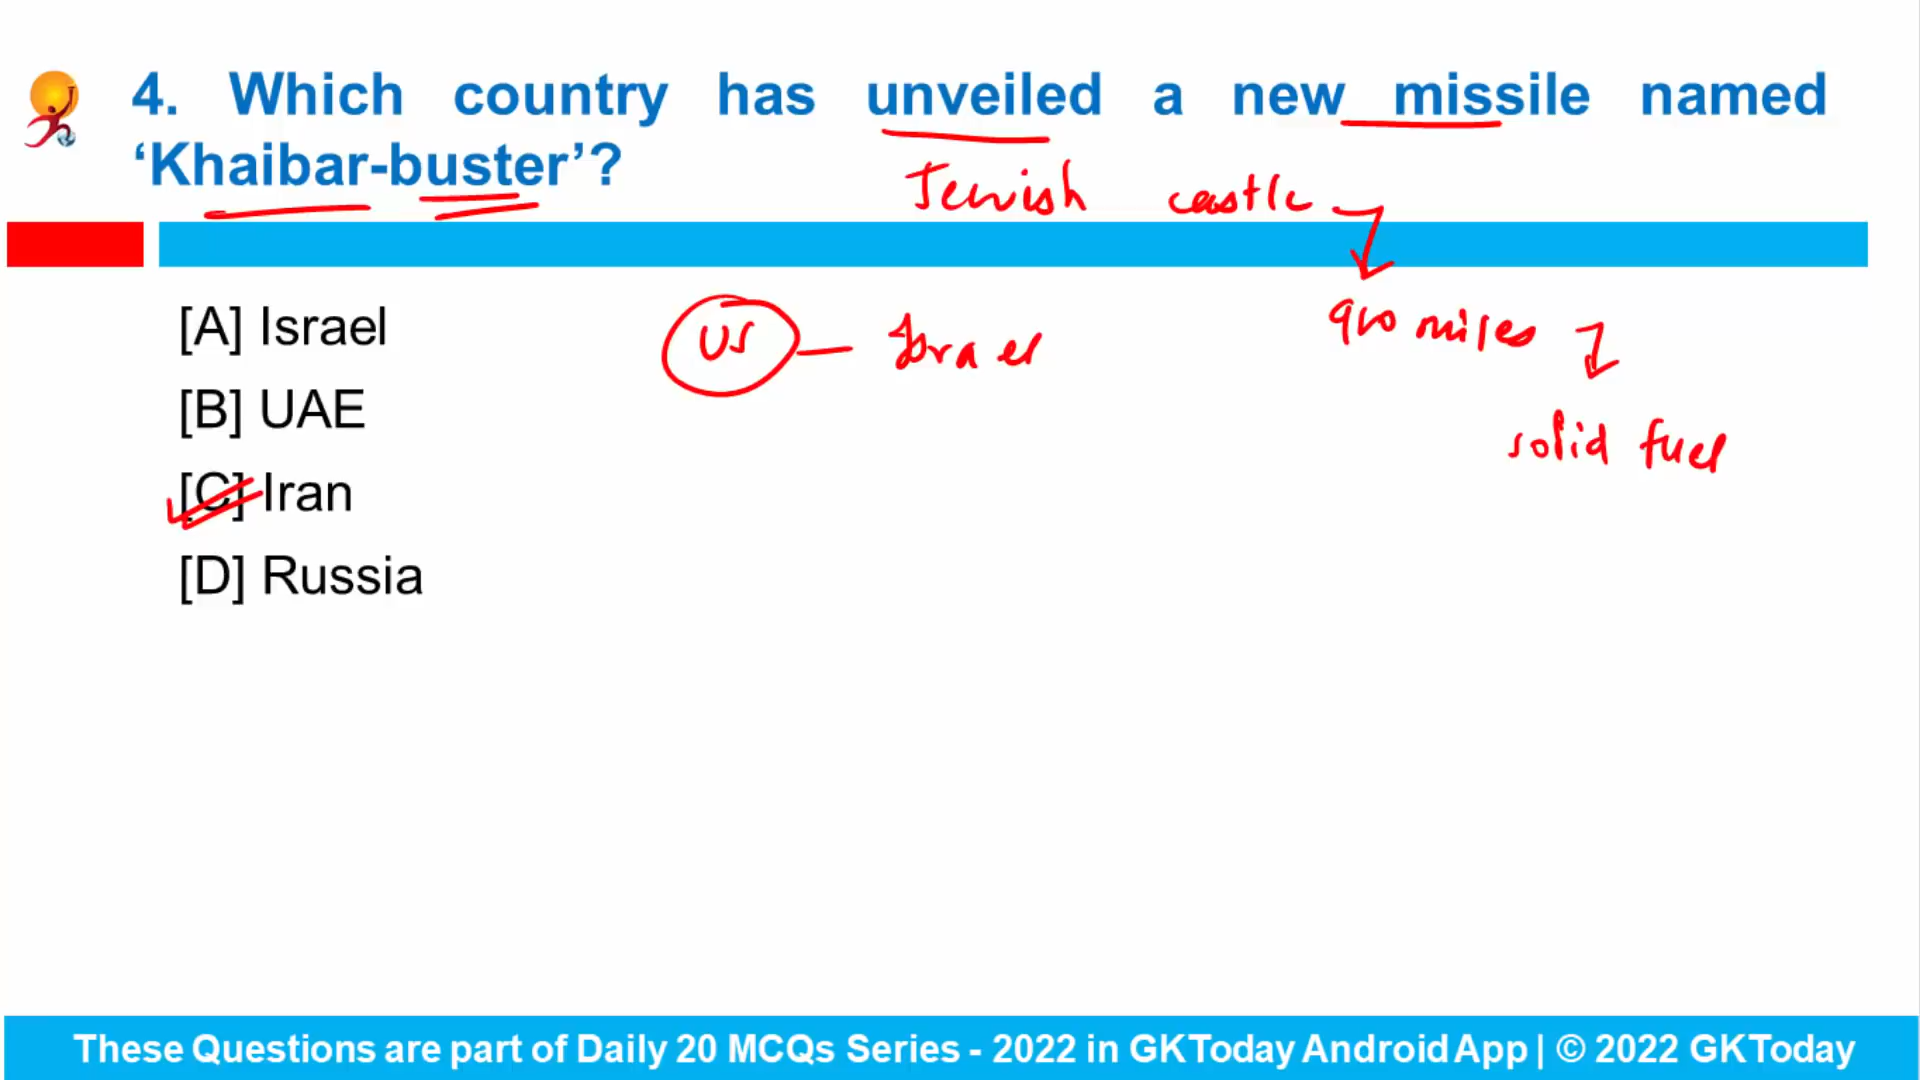 4. Which country has unveiled a new missile named
‘Khaibar-buster’?
Jewish castle
[A] Israel
US — Israel
900 miles
[B] UAE
solid fuel
[C] Iran
[D] Russia
These Questions are part of Daily 20 MCQs Series - 2022 in GKToday Android App | © 2022 GKToday